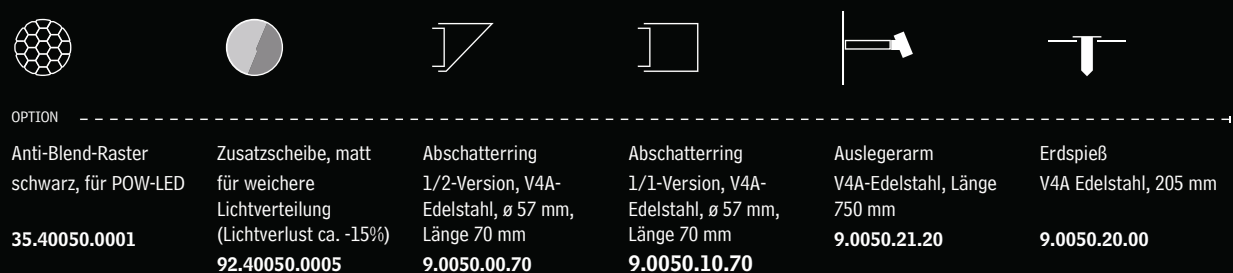 OPTION
Anti-Blend-Raster
schwarz, für POW-LED
35.40050.0001
Zusatzscheibe, matt
für weichere
Lichtverteilung
(Lichtverlust ca. -15%)
92.40050.0005
Abschatterring
1/2-Version, V4A-
Edelstahl, ø 57 mm,
Länge 70 mm
9.0050.00.70
Abschatterring
1/1-Version, V4A-
Edelstahl, ø 57 mm,
Länge 70 mm
9.0050.10.70
Auslegerarm
V4A-Edelstahl, Länge
750 mm
9.0050.21.20
Erdspieß
V4A Edelstahl, 205 mm
9.0050.20.00